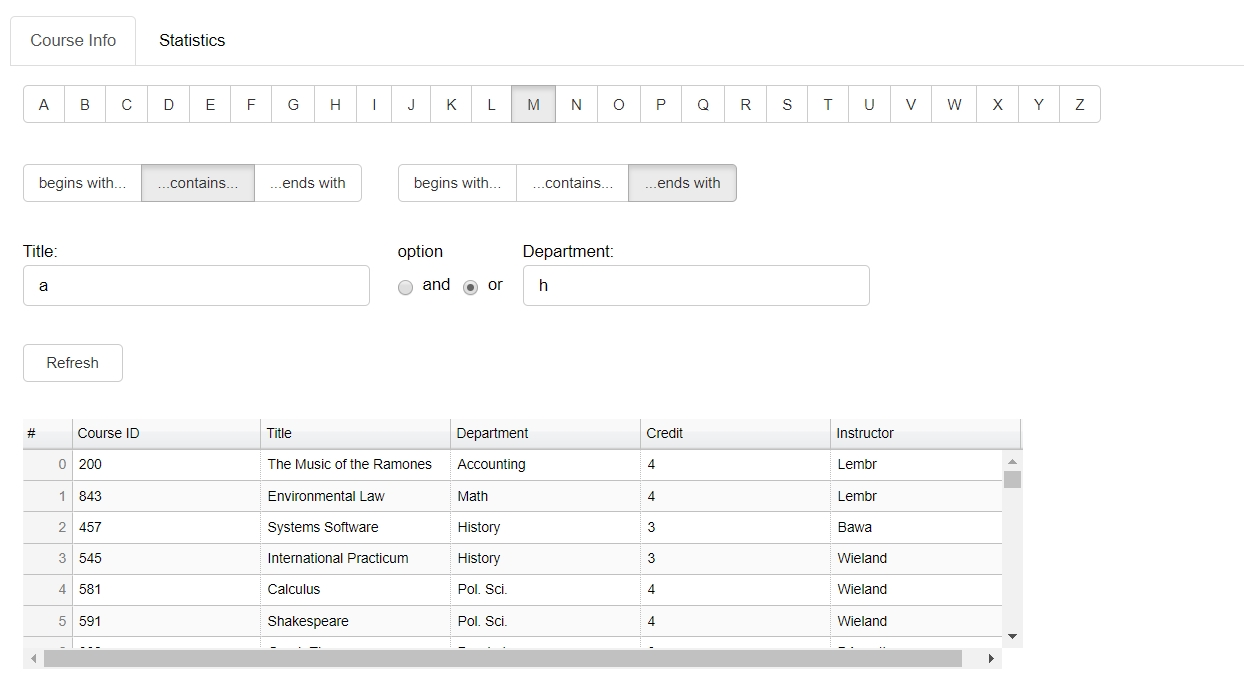 Course Info Statistics
A B C D E F G H I J K L M N O P Q R S T U V W X Y Z
begins with... ...contains... ...ends with begins with... ...contains... ...ends with
Title: option Department:
a and or h
Refresh
# Course ID Title Department Credit Instructor
0 200 The Music of the Ramones Accounting 4 Lembr
1 843 Environmental Law Math 4 Lembr
2 457 Systems Software History 3 Bawa
3 545 International Practicum History 3 Wieland
4 581 Calculus Pol. Sci. 4 Wieland
5 591 Shakespeare Pol. Sci. 4 Wieland